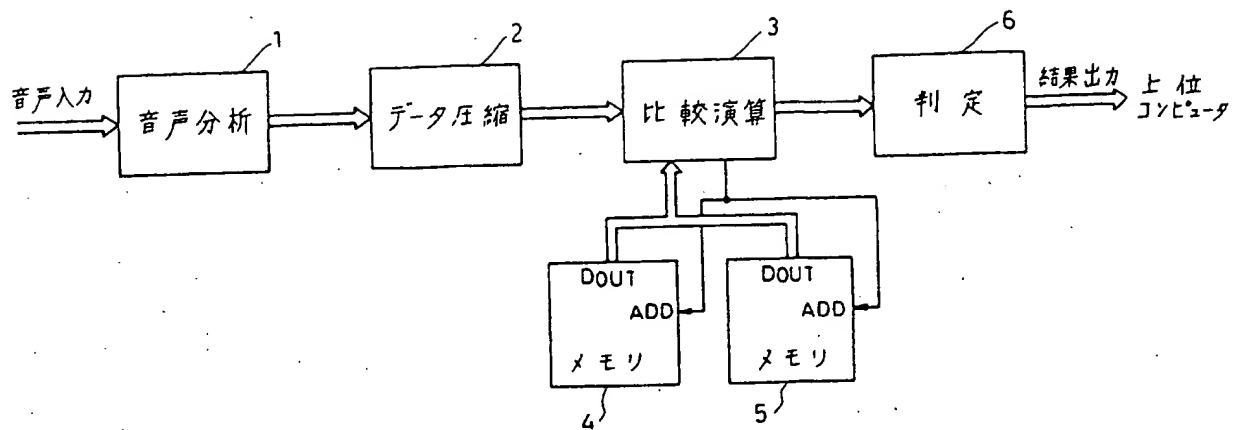 1
2
3
6
音声入力
音声分析
データ圧縮
比較演算
判定
結果出力
上位
コンピュータ
DOUT
ADD
メモリ
4
DOUT
ADD
メモリ
5